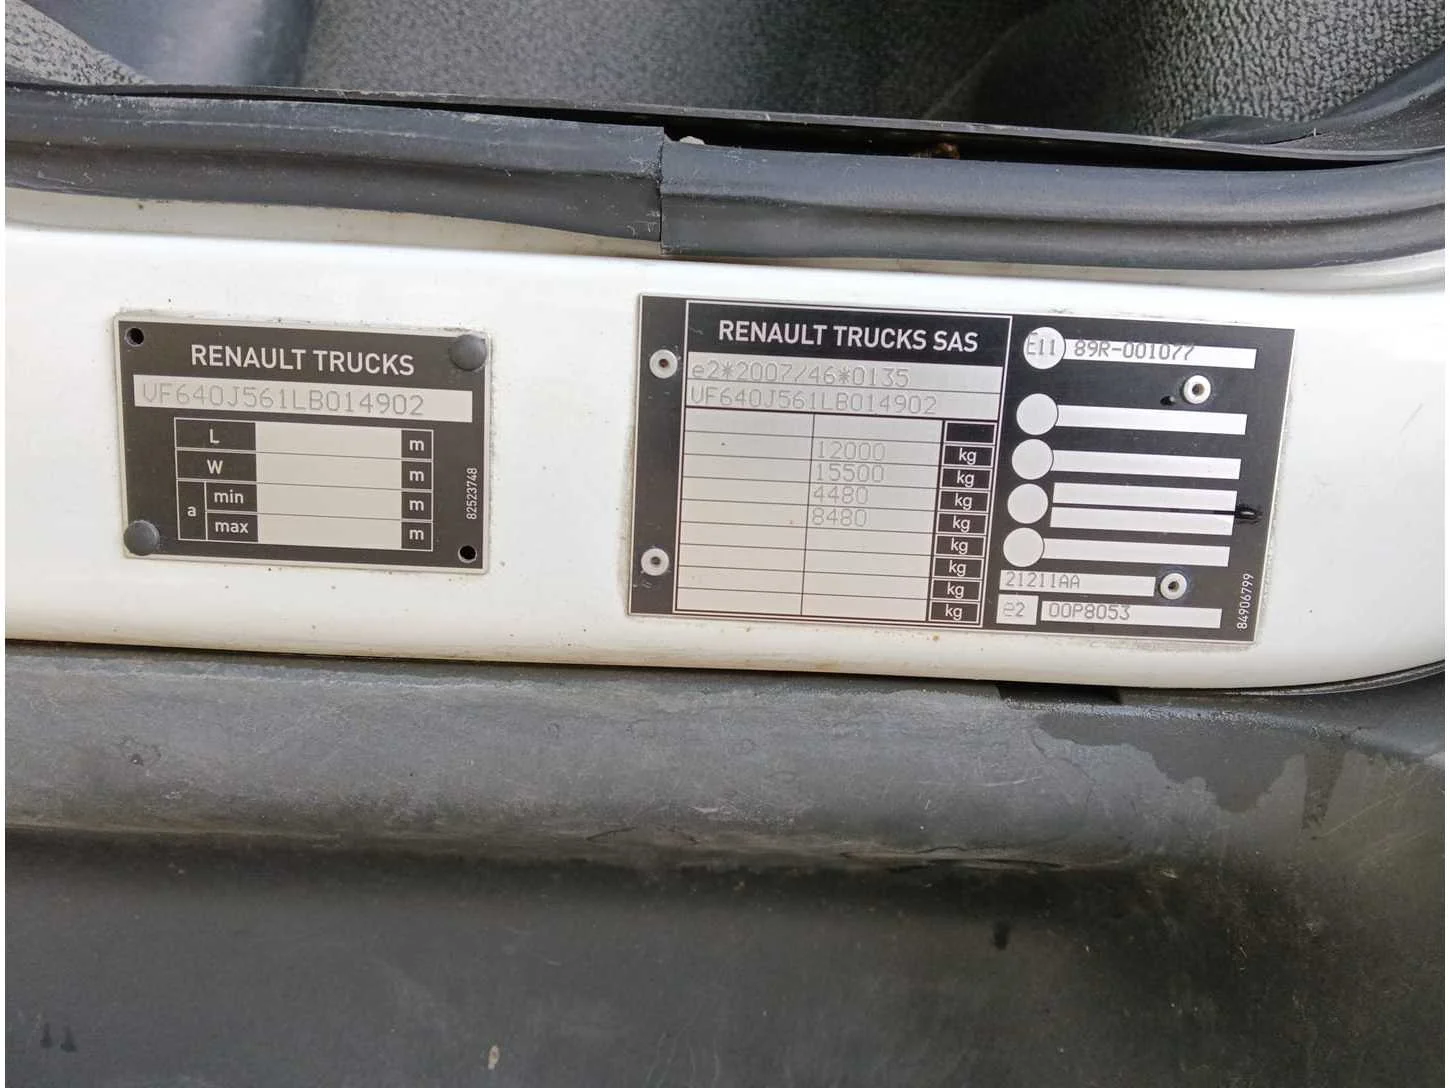 RENAULT TRUCKS
VF640J561LB014902
L m
W m
a min m
max m
82523748
RENAULT TRUCKS SAS
e2*2007/46*0135
VF640J561LB014902
12000 kg
15500 kg
4480 kg
8480 kg
kg
kg
kg
kg
E11 89R-001077
21211AA
e2 00P8053
84906799